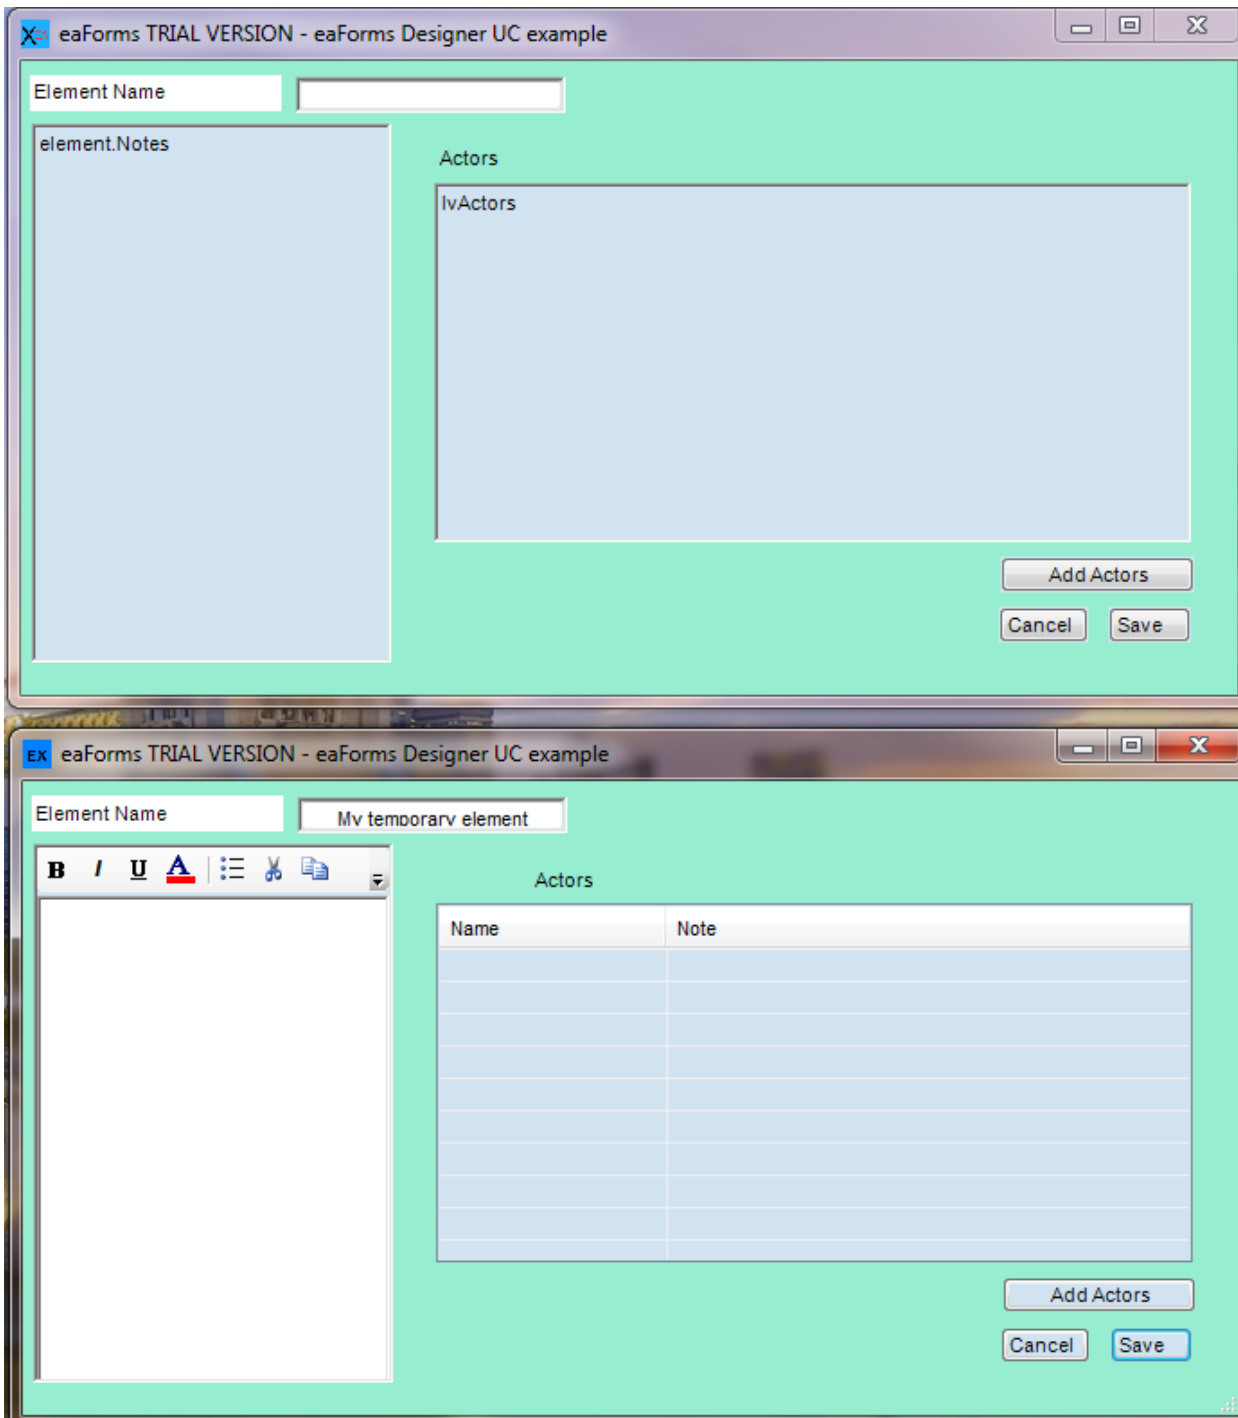 eaForms TRIAL VERSION - eaForms Designer UC example
Element Name
element.Notes
Actors
lvActors
Add Actors
Cancel Save
EX eaForms TRIAL VERSION - eaForms Designer UC example
Element Name My temporary element
B I U A
Actors
Name Note
Add Actors
Cancel Save